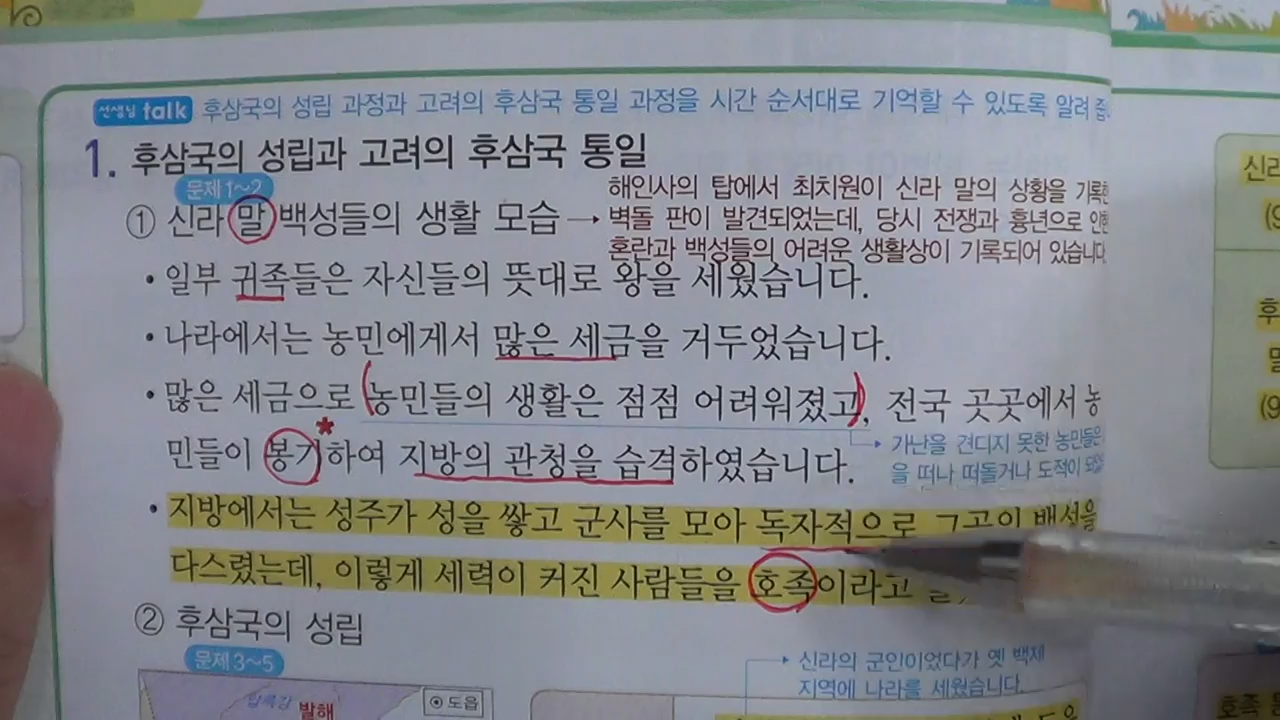 선생님 talk 후삼국의 성립 과정과 고려의 후삼국 통일 과정을 시간 순서대로 기억할 수 있도록 알려
1. 후삼국의 성립과 고려의 후삼국 통일
문제 1~2
① 신라 말 백성들의 생활 모습 →
해인사의 탑에서 최치원이 신라 말의 상황을
벽돌 판이 발견되었는데, 당시 전쟁과 흉년으로
혼란과 백성들의 어려운 생활상이 기록되어 있습니다.
• 일부 귀족들은 자신들의 뜻대로 왕을 세웠습니다.
• 나라에서는 농민에게서 많은 세금을 거두었습니다.
• 많은 세금으로 농민들의 생활은 점점 어려워졌고, 전국 곳곳에서 농
민들이 봉기*하여 지방의 관청을 습격하였습니다.
가난을 견디지 못한 농민들은
을 떠나 떠돌거나 도적이
• 지방에서는 성주가 성을 쌓고 군사를 모아 독자적으로 그곳의 백성을
다스렸는데, 이렇게 세력이 커진 사람들을 호족이라고
② 후삼국의 성립
문제 3~5
신라의 군인이었다가 옛 백제
지역에 나라를 세웠습니다.
압록강
발해
⊙ 도읍
신라
후
호족